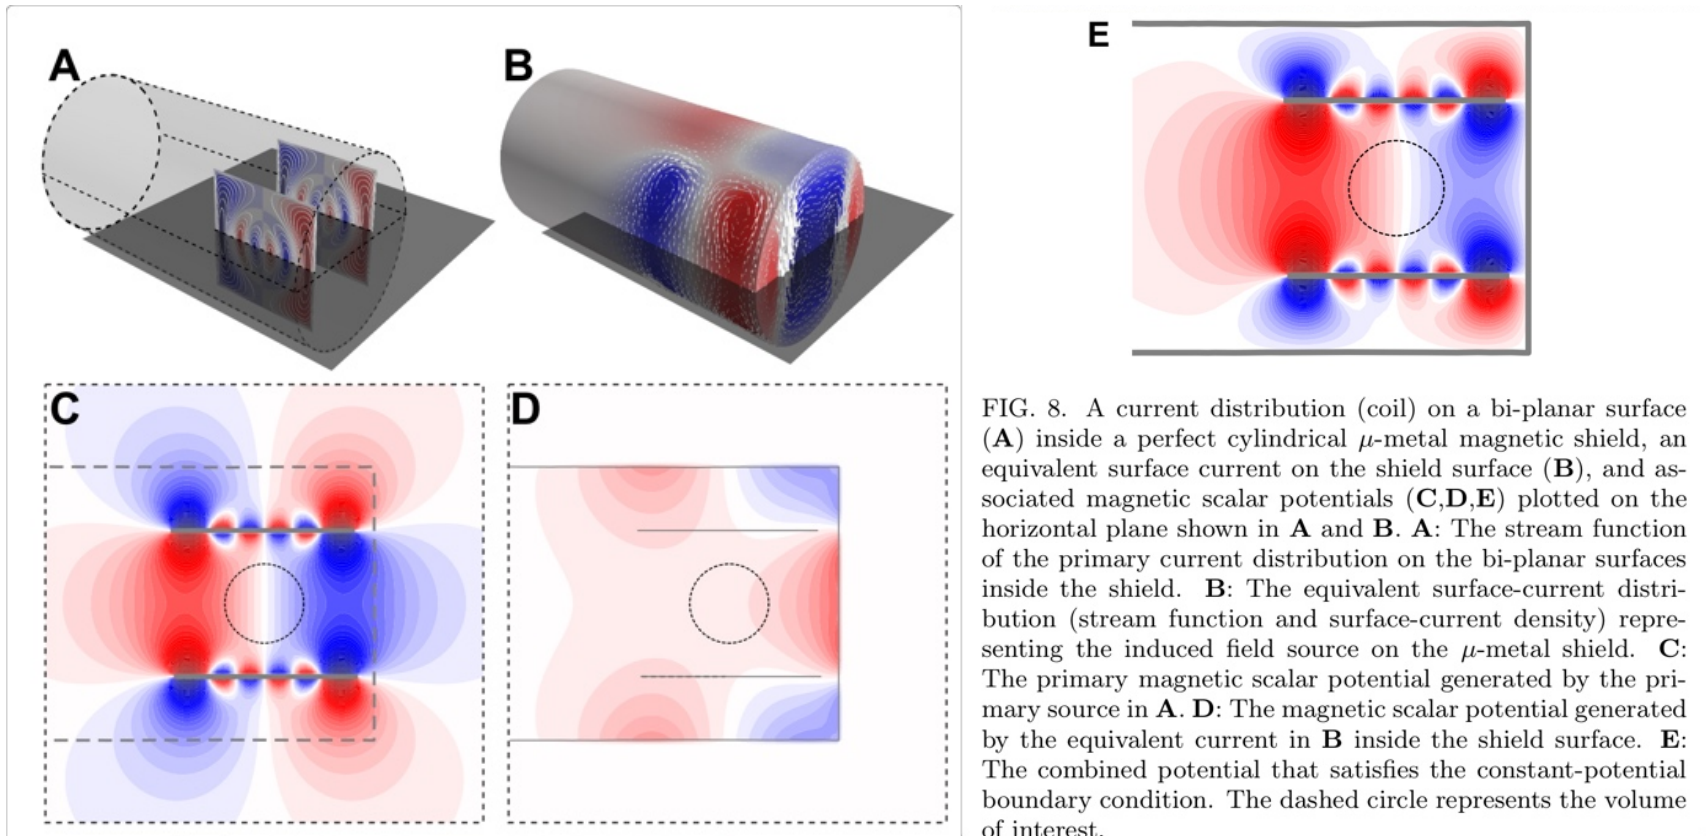 A
B
C
D
E
FIG. 8. A current distribution (coil) on a bi-planar surface
(A) inside a perfect cylindrical μ-metal magnetic shield, an
equivalent surface current on the shield surface (B), and as-
sociated magnetic scalar potentials (C,D,E) plotted on the
horizontal plane shown in A and B. A: The stream function
of the primary current distribution on the bi-planar surfaces
inside the shield. B: The equivalent surface-current distri-
bution (stream function and surface-current density) repre-
senting the induced field source on the μ-metal shield. C:
The primary magnetic scalar potential generated by the pri-
mary source in A. D: The magnetic scalar potential generated
by the equivalent current in B inside the shield surface. E:
The combined potential that satisfies the constant-potential
boundary condition. The dashed circle represents the volume
of interest.